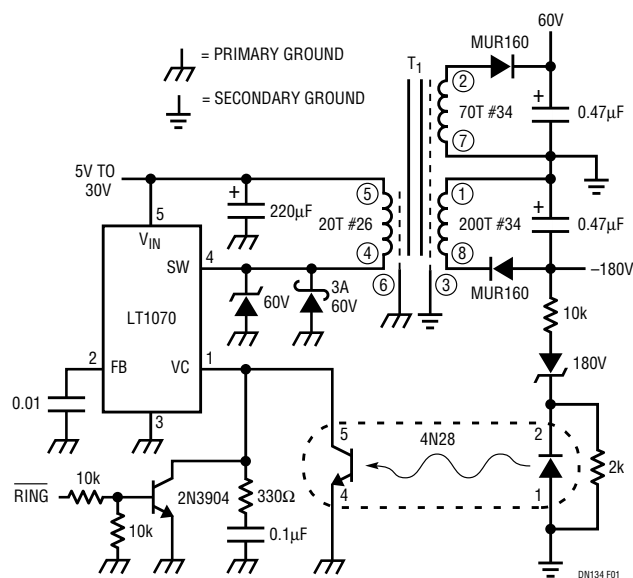 60V
MUR160
T1
= PRIMARY GROUND
2
+
70T #34
0.47µF
= SECONDARY GROUND
7
5V TO
30V
5
1
+
+
5
VIN
220µF
20T #26
200T #34
0.47µF
4
SW
4
8
–180V
6
3
MUR160
60V
3A
60V
10k
LT1070
2
FB
VC
1
180V
0.01
3
5
4N28
2
2k
RING
10k
2N3904
330Ω
4
1
10k
0.1µF
DN134 F01